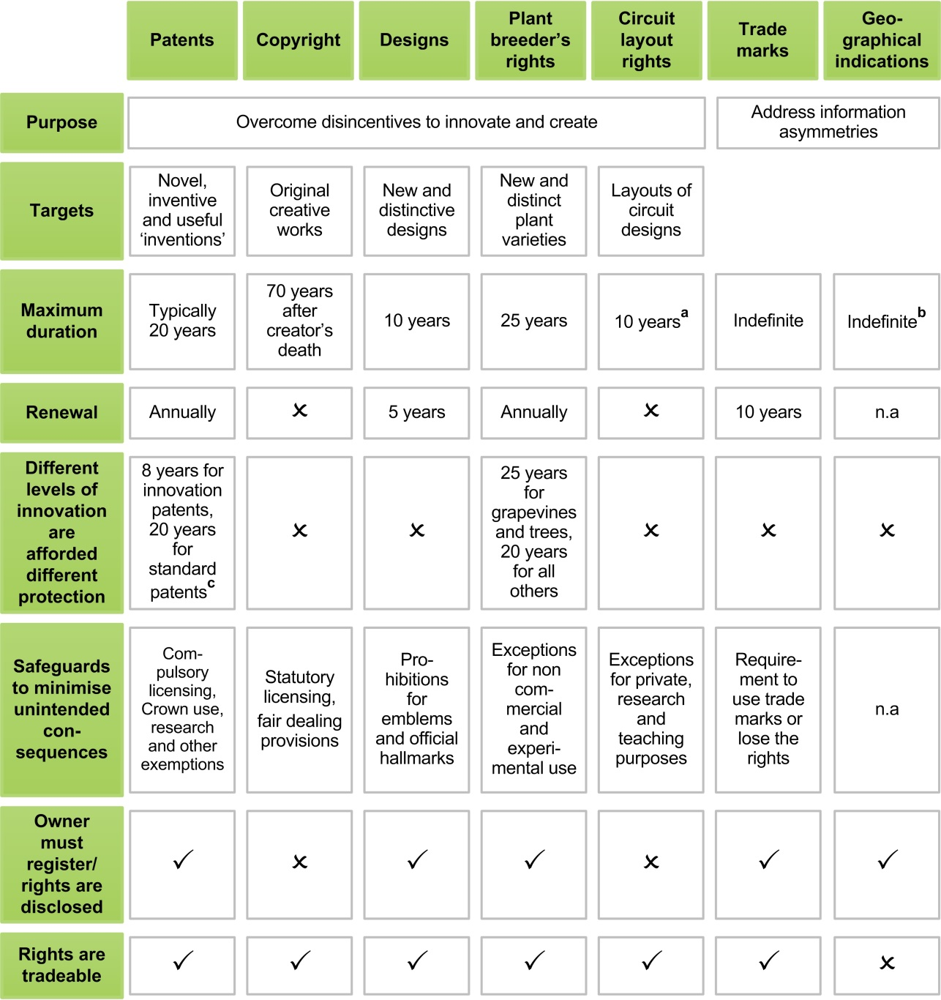 Patents
Copyright
Designs
Plant
breeder’s
rights
Circuit
layout
rights
Trade
marks
Geo-
graphical
indications
Purpose
Overcome disincentives to innovate and create
Address information
asymmetries
Targets
Novel,
inventive
and useful
‘inventions’
Original
creative
works
New and
distinctive
designs
New and
distinct
plant
varieties
Layouts of
circuit
designs
Maximum
duration
Typically
20 years
70 years
after
creator’s
death
10 years
25 years
10 yearsa
Indefinite
Indefiniteb
Renewal
Annually
✗
5 years
Annually
✗
10 years
n.a
Different
levels of
innovation
are
afforded
different
protection
8 years for
innovation
patents,
20 years
for
standard
patentsc
✗
✗
25 years
for
grapevines
and trees,
20 years
for all
others
✗
✗
✗
Safeguards
to minimise
unintended
con-
sequences
Com-
pulsory
licensing,
Crown use,
research
and other
exemptions
Statutory
licensing,
fair dealing
provisions
Pro-
hibitions
for
emblems
and official
hallmarks
Exceptions
for non
com-
mercial
and
experi-
mental use
Exceptions
for private,
research
and
teaching
purposes
Require-
ment to
use trade
marks or
lose the
rights
n.a
Owner
must
register/
rights are
disclosed
✓
✗
✓
✓
✗
✓
✓
Rights are
tradeable
✓
✓
✓
✓
✓
✓
✗